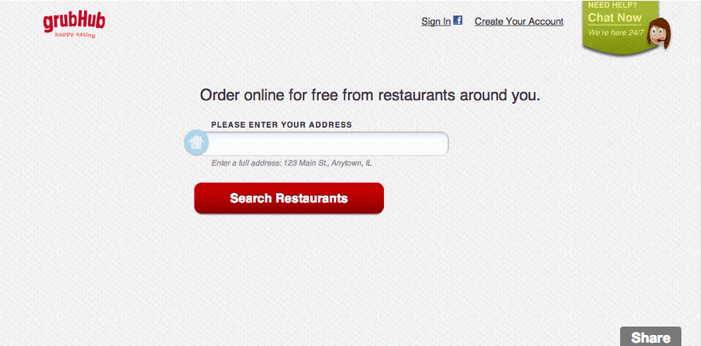 grubHub
happy eating
Sign In
Create Your Account
NEED HELP?
Chat Now
We're here 24/7
Order online for free from restaurants around you.
PLEASE ENTER YOUR ADDRESS
Enter a full address: 123 Main St., Anytown, IL
Search Restaurants
Share